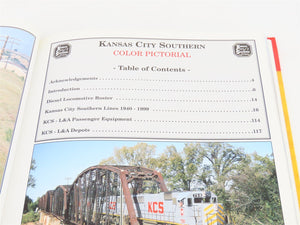 KANSAS CITY SOUTHERN
COLOR PICTORIAL
- Table of Contents -
Acknowledgements 4
Introduction 6
Diesel Locomotive Roster 14
Kansas City Southern Lines 1940 - 1999 16
KCS - L&A Passenger Equipment 114
KCS - L&A Depots 117
KCS